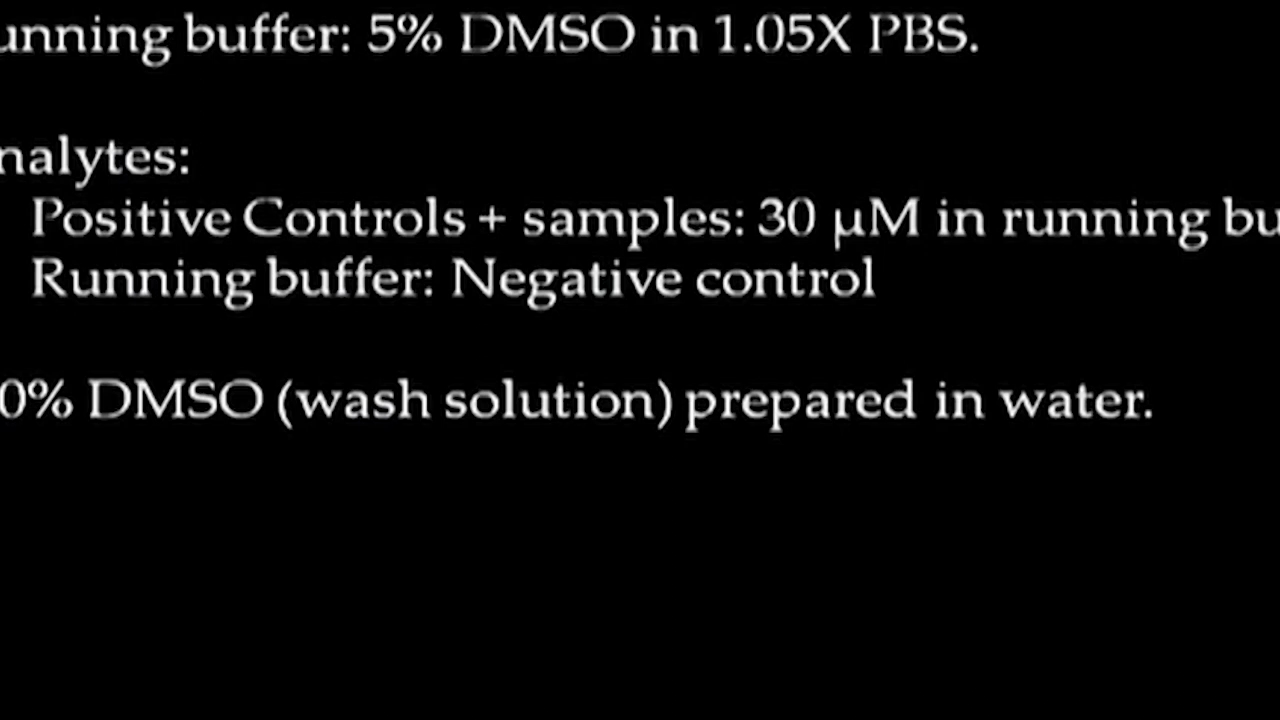 unning buffer: 5% DMSO in 1.05X PBS.
nalytes:
Positive Controls + samples: 30 µM in running bu
Running buffer: Negative control
0% DMSO (wash solution) prepared in water.